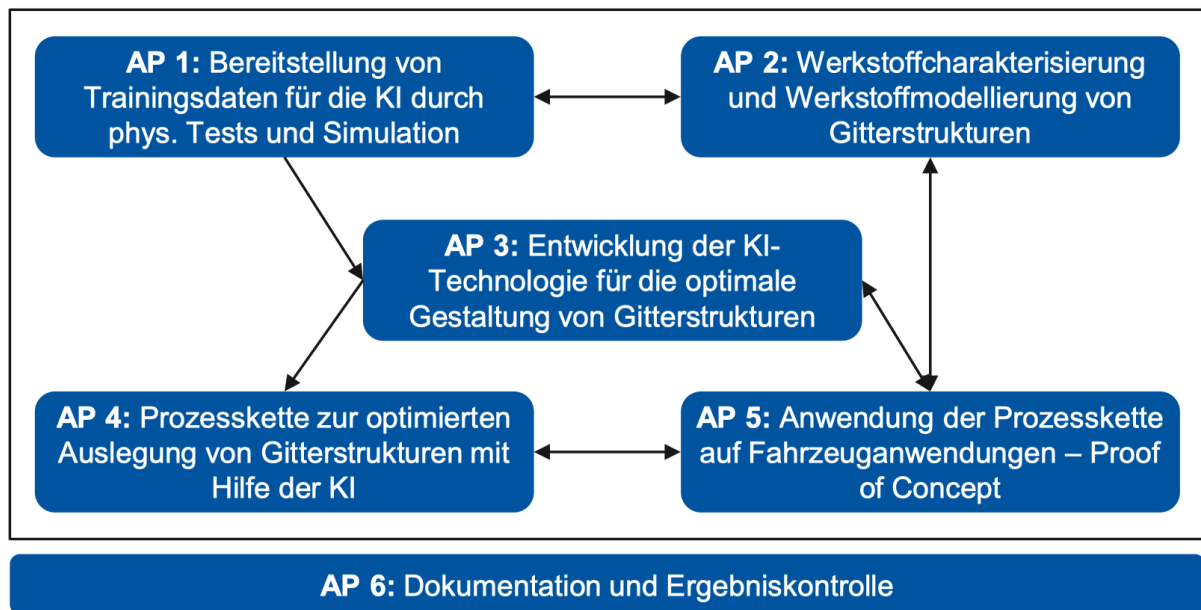 AP 1: Bereitstellung von
Trainingsdaten für die KI durch
phys. Tests und Simulation
AP 2: Werkstoffcharakterisierung
und Werkstoffmodellierung von
Gitterstrukturen
AP 3: Entwicklung der KI-
Technologie für die optimale
Gestaltung von Gitterstrukturen
AP 4: Prozesskette zur optimierten
Auslegung von Gitterstrukturen mit
Hilfe der KI
AP 5: Anwendung der Prozesskette
auf Fahrzeuganwendungen – Proof
of Concept
AP 6: Dokumentation und Ergebniskontrolle